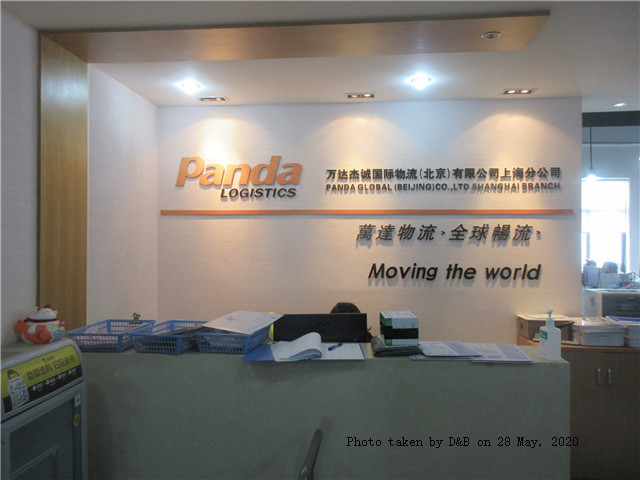 Panda
LOGISTICS
万达杰诚国际物流(北京)有限公司上海分公司
PANDA GLOBAL (BEIJING) CO.,LTD SHANGHAI BRANCH
萬達物流、全球暢流、
Moving the world
Photo taken by D&B on 28 May, 2020